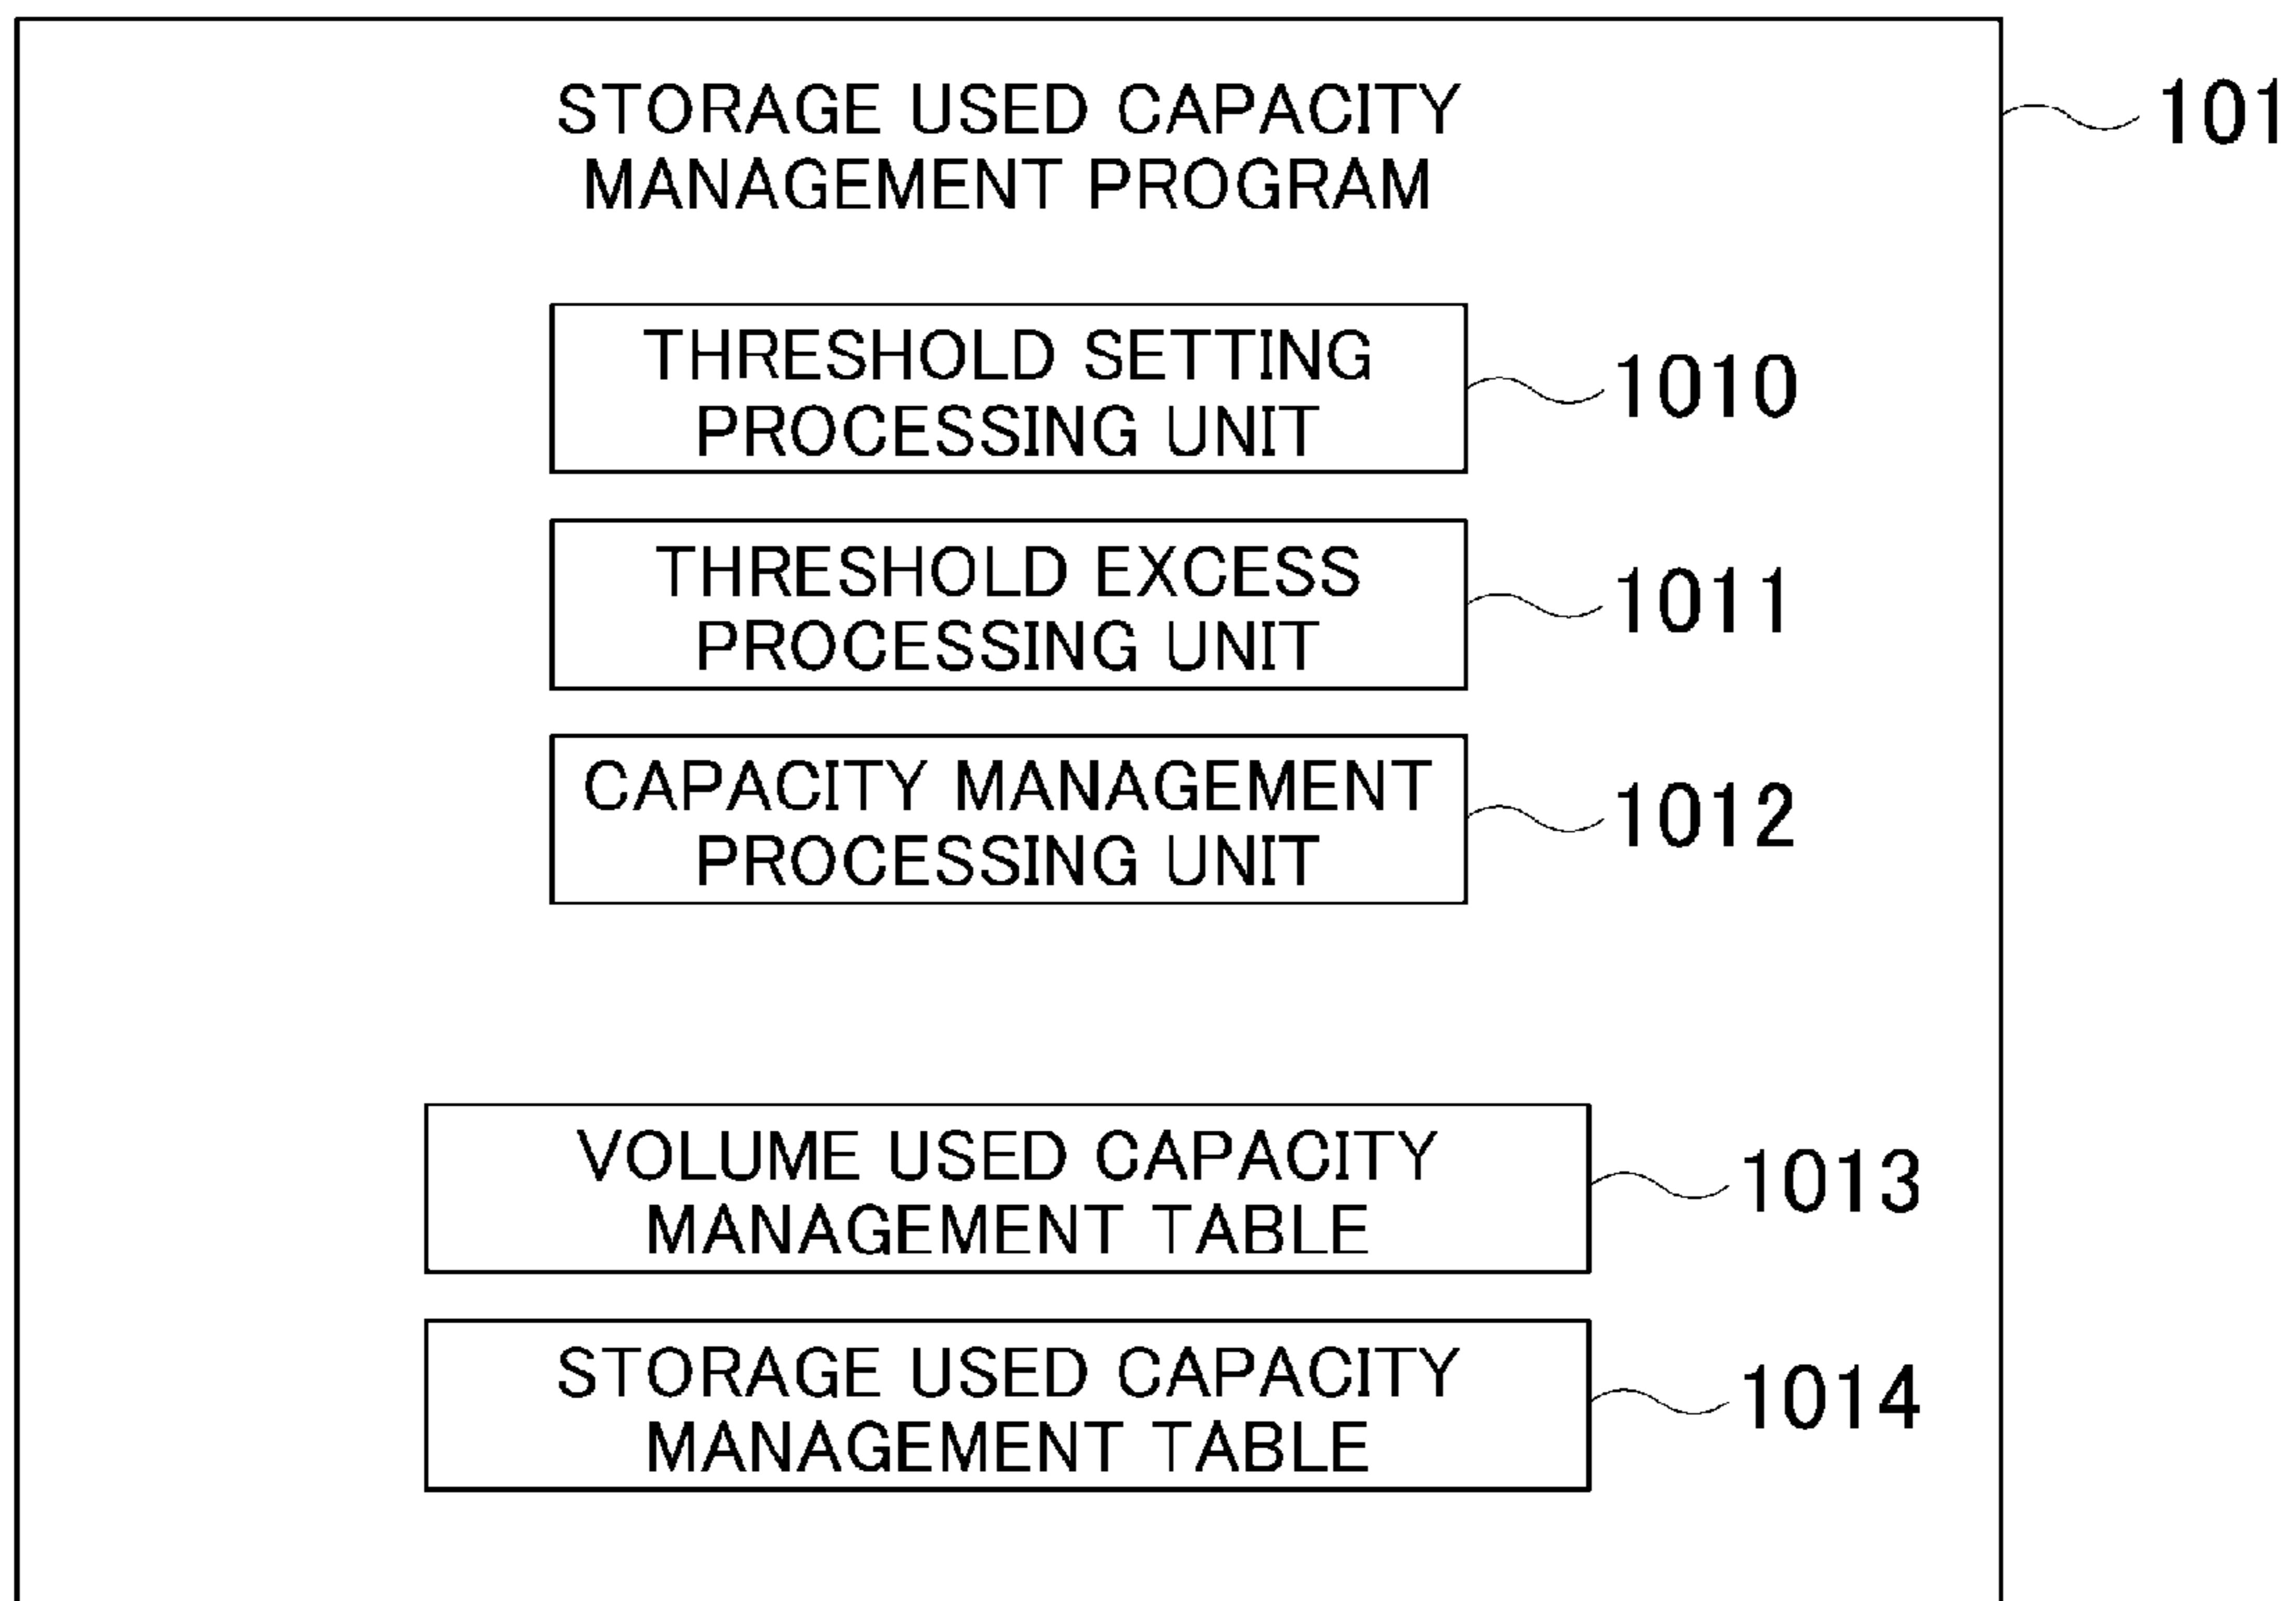 STORAGE USED CAPACITY
MANAGEMENT PROGRAM
101
THRESHOLD SETTING
PROCESSING UNIT
1010
THRESHOLD EXCESS
PROCESSING UNIT
1011
CAPACITY MANAGEMENT
PROCESSING UNIT
1012
VOLUME USED CAPACITY
MANAGEMENT TABLE
1013
STORAGE USED CAPACITY
MANAGEMENT TABLE
1014